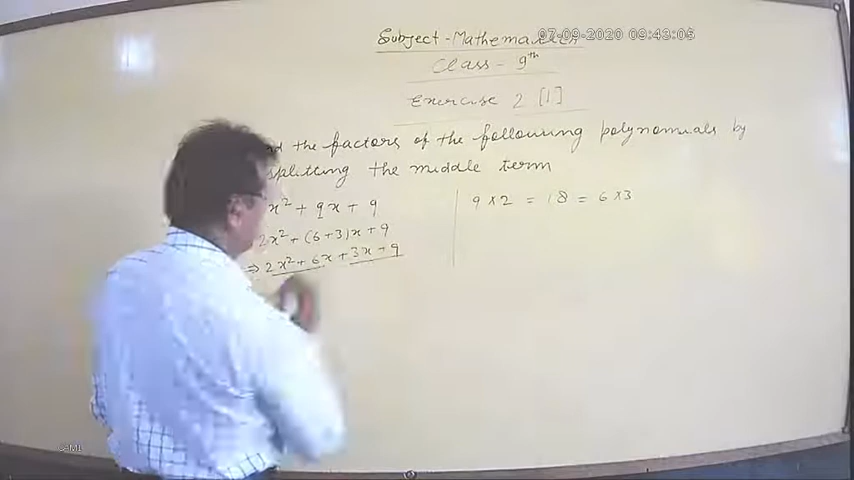 Subject - Mathema
07-09-2020 09:43:05
Class - 9th
Exercise 2 [1]
the factors of the following polynomials by
splitting the middle term
x² + 9x + 9
9 × 2 = 18 = 6 × 3
2x² + (6+3)x + 9
⇒ 2x² + 6x + 3x + 9